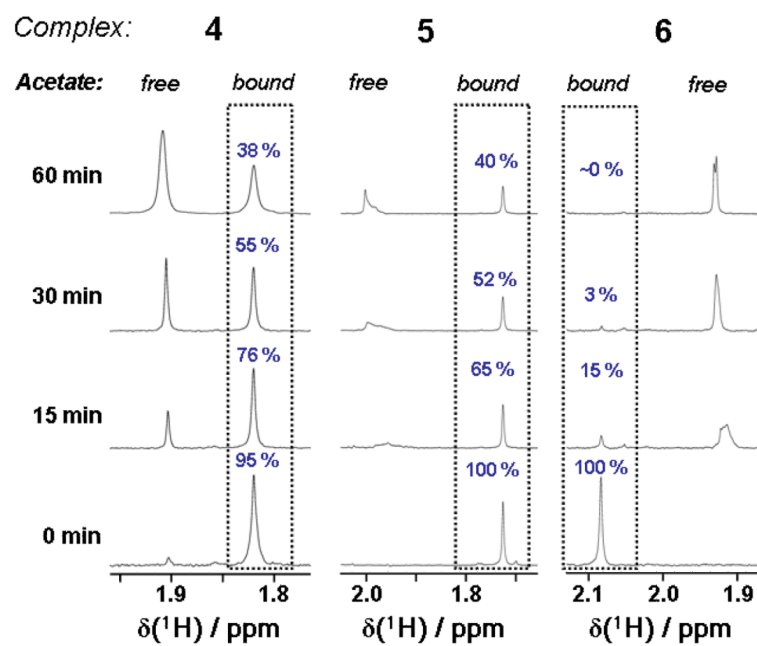 Complex: 4 5 6
Acetate: free bound free bound bound free
60 min 38 % 40 % ~0 %
30 min 55 % 52 % 3 %
15 min 76 % 65 % 15 %
0 min 95 % 100 % 100 %
1.9 1.8 2.0 1.8 2.1 2.0 1.9
δ(¹H) / ppm δ(¹H) / ppm δ(¹H) / ppm